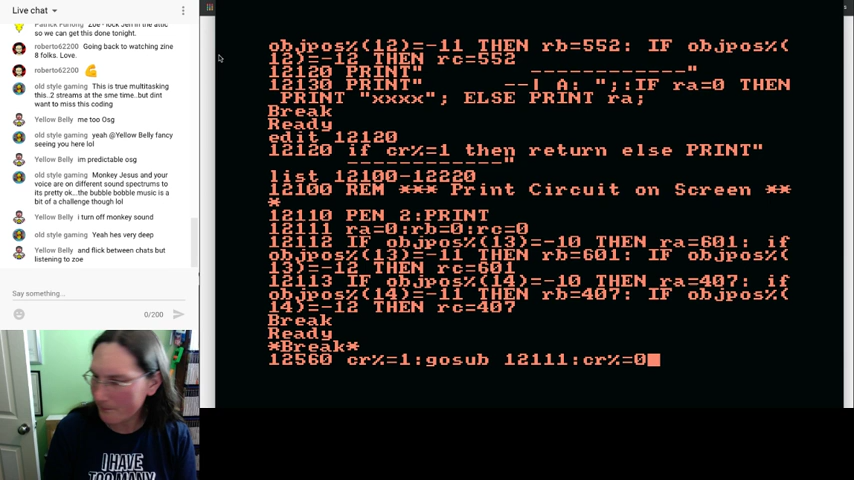 Live chat
Patrick Furlong Zoe - lock Jen in the attic
so we can get this done tonight.
roberto62200 Going back to watching zine
8 folks. Love.
roberto62200
old style gaming This is true multitasking
this..2 streams at the sme time..but dint
want to miss this coding
Yellow Belly me too Osg
old style gaming yeah @Yellow Belly fancy
seeing you here lol
Yellow Belly im predictable osg
old style gaming Monkey Jesus and your
voice are on different sound spectrums to
its pretty ok...the bubble bobble music is a
bit of a challenge though lol
Yellow Belly i turn off monkey sound
old style gaming Yeah hes very deep
Yellow Belly and flick between chats but
listening to zoe
Say something...
0/200
objpos%(12)=-11 THEN rb=552: IF objpos%(
12)=-12 THEN rc=552
12120 PRINT" ------------"
12130 PRINT" --| A: ";:IF ra=0 THEN
PRINT "xxxx"; ELSE PRINT ra;
Break
Ready
edit 12120
12120 if cr%=1 then return else PRINT"
------------"
list 12100-12220
12100 REM *** Print Circuit on Screen **
*
12110 PEN 2:PRINT
12111 ra=0:rb=0:rc=0
12112 IF objpos%(13)=-10 THEN ra=601: if
objpos%(13)=-11 THEN rb=601: IF objpos%(
13)=-12 THEN rc=601
12113 IF objpos%(14)=-10 THEN ra=407: if
objpos%(14)=-11 THEN rb=407: IF objpos%(
14)=-12 THEN rc=407
Break
Ready
*Break*
12560 cr%=1:gosub 12111:cr%=0
I HAVE
TOO MANY